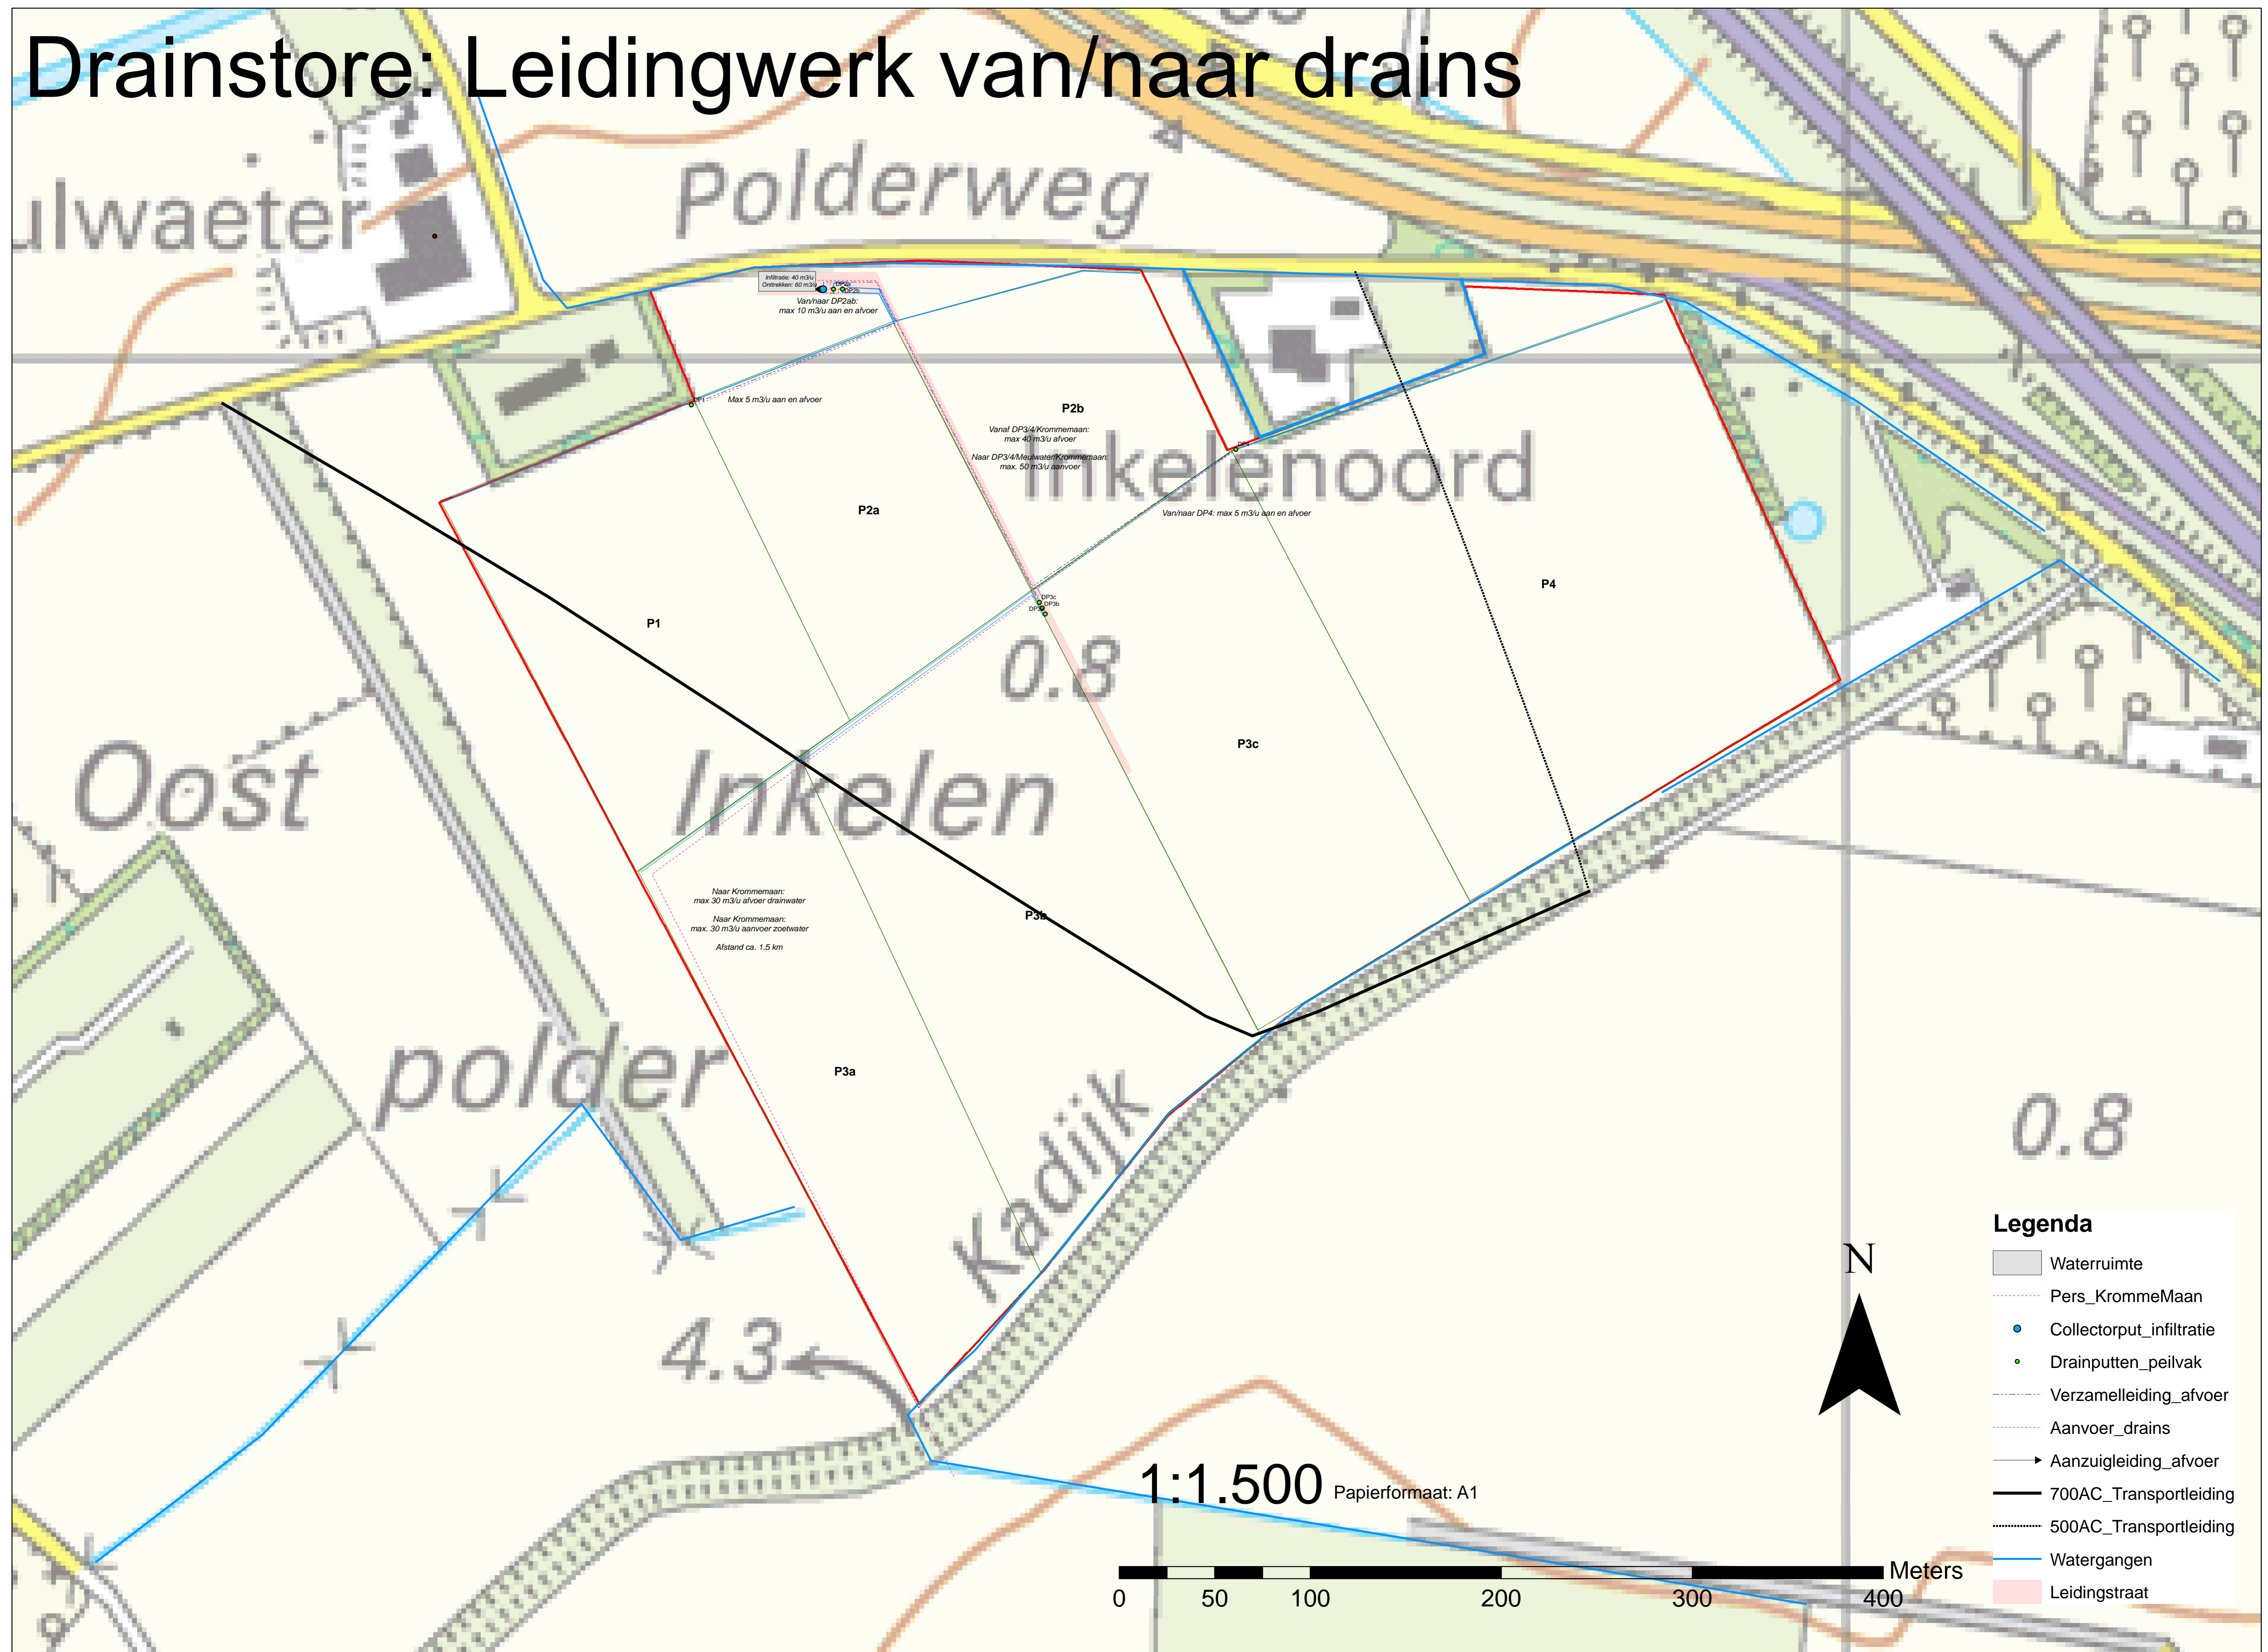 Drainstore: Leidingwerk van/naar drains
Polderweg
ulwaeter
Infiltratie: 40 m3/u
Onttrekken: 60 m3/u
DP2a
DP2b
Van/naar DP2ab:
max 10 m3/u aan en afvoer
DP1
Max 5 m3/u aan en afvoer
P2b
Vanaf DP3/4/Krommemaan:
max 40 m3/u afvoer
Naar DP3/4/Meulwater/Krommemaan:
max. 50 m3/u aanvoer
DP4
Inkelenoord
P2a
Van/naar DP4: max 5 m3/u aan en afvoer
P4
DP3c
DP3b
P1
0.8
P3c
Oost
Inkelen
Naar Krommemaan:
max 30 m3/u afvoer drainwater
Naar Krommemaan:
max. 30 m3/u aanvoer zoetwater
Afstand ca. 1.5 km
P3b
polder
P3a
Kadijk
0.8
4.3
N
Legenda
Waterruimte
Pers_KrommeMaan
Collectorput_infiltratie
Drainputten_peilvak
Verzamelleiding_afvoer
Aanvoer_drains
Aanzuigleiding_afvoer
700AC_Transportleiding
500AC_Transportleiding
Watergangen
Leidingstraat
1:1.500 Papierformaat: A1
Meters
0 50 100 200 300 400